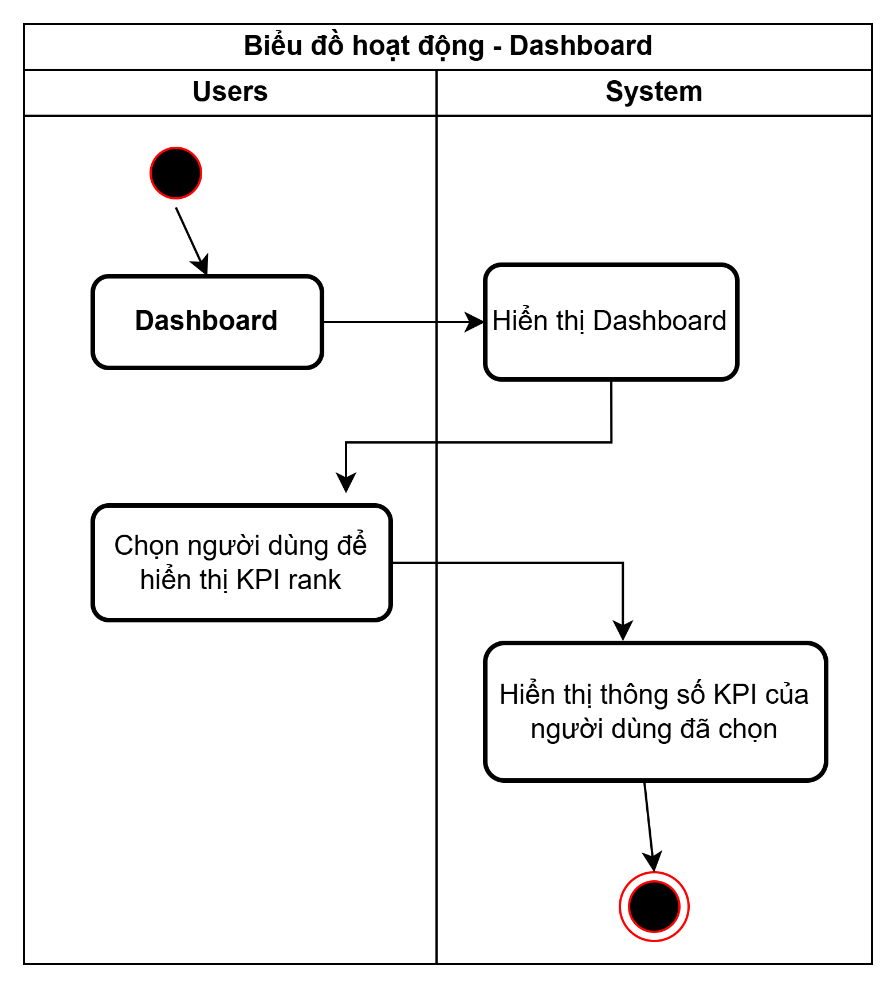 Biểu đồ hoạt động - Dashboard
Users
System
Dashboard
Hiển thị Dashboard
Chọn người dùng để
hiển thị KPI rank
Hiển thị thông số KPI của
người dùng đã chọn